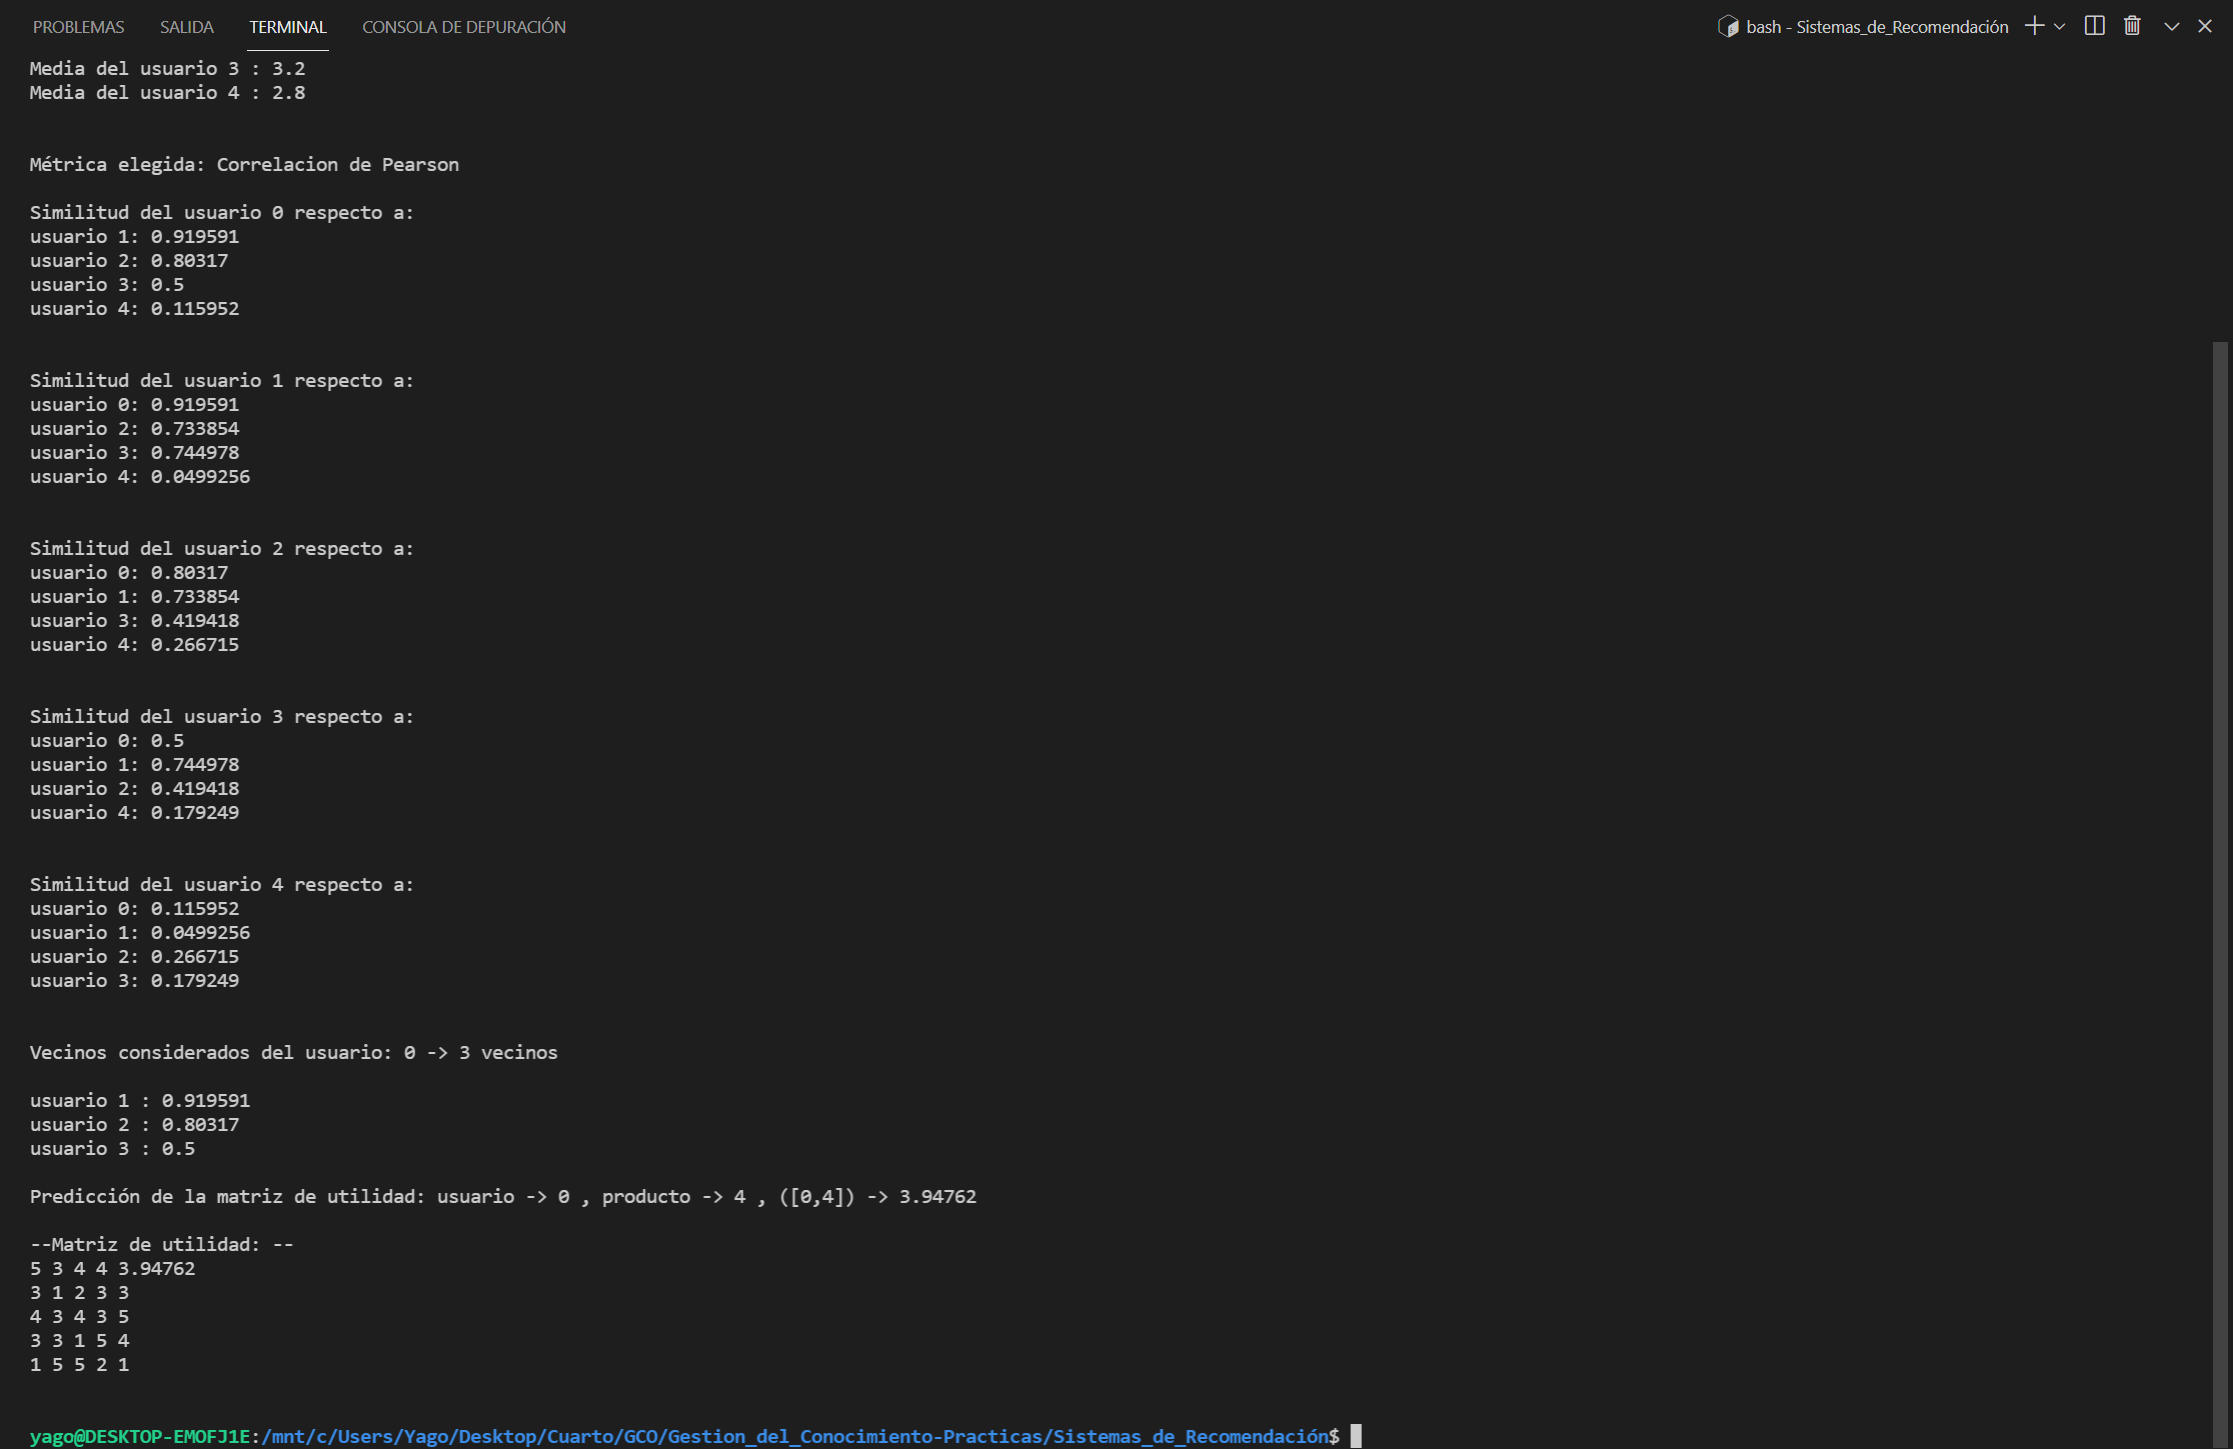 PROBLEMAS SALIDA TERMINAL CONSOLA DE DEPURACIÓN bash - Sistemas_de_Recomendación
Media del usuario 3 : 3.2
Media del usuario 4 : 2.8
Métrica elegida: Correlacion de Pearson
Similitud del usuario 0 respecto a:
usuario 1: 0.919591
usuario 2: 0.80317
usuario 3: 0.5
usuario 4: 0.115952
Similitud del usuario 1 respecto a:
usuario 0: 0.919591
usuario 2: 0.733854
usuario 3: 0.744978
usuario 4: 0.0499256
Similitud del usuario 2 respecto a:
usuario 0: 0.80317
usuario 1: 0.733854
usuario 3: 0.419418
usuario 4: 0.266715
Similitud del usuario 3 respecto a:
usuario 0: 0.5
usuario 1: 0.744978
usuario 2: 0.419418
usuario 4: 0.179249
Similitud del usuario 4 respecto a:
usuario 0: 0.115952
usuario 1: 0.0499256
usuario 2: 0.266715
usuario 3: 0.179249
Vecinos considerados del usuario: 0 -> 3 vecinos
usuario 1 : 0.919591
usuario 2 : 0.80317
usuario 3 : 0.5
Predicción de la matriz de utilidad: usuario -> 0 , producto -> 4 , ([0,4]) -> 3.94762
--Matriz de utilidad: --
5 3 4 4 3.94762
3 1 2 3 3
4 3 4 3 5
3 3 1 5 4
1 5 5 2 1
yago@DESKTOP-EMOFJ1E:/mnt/c/Users/Yago/Desktop/Cuarto/GCO/Gestion_del_Conocimiento-Practicas/Sistemas_de_Recomendación$